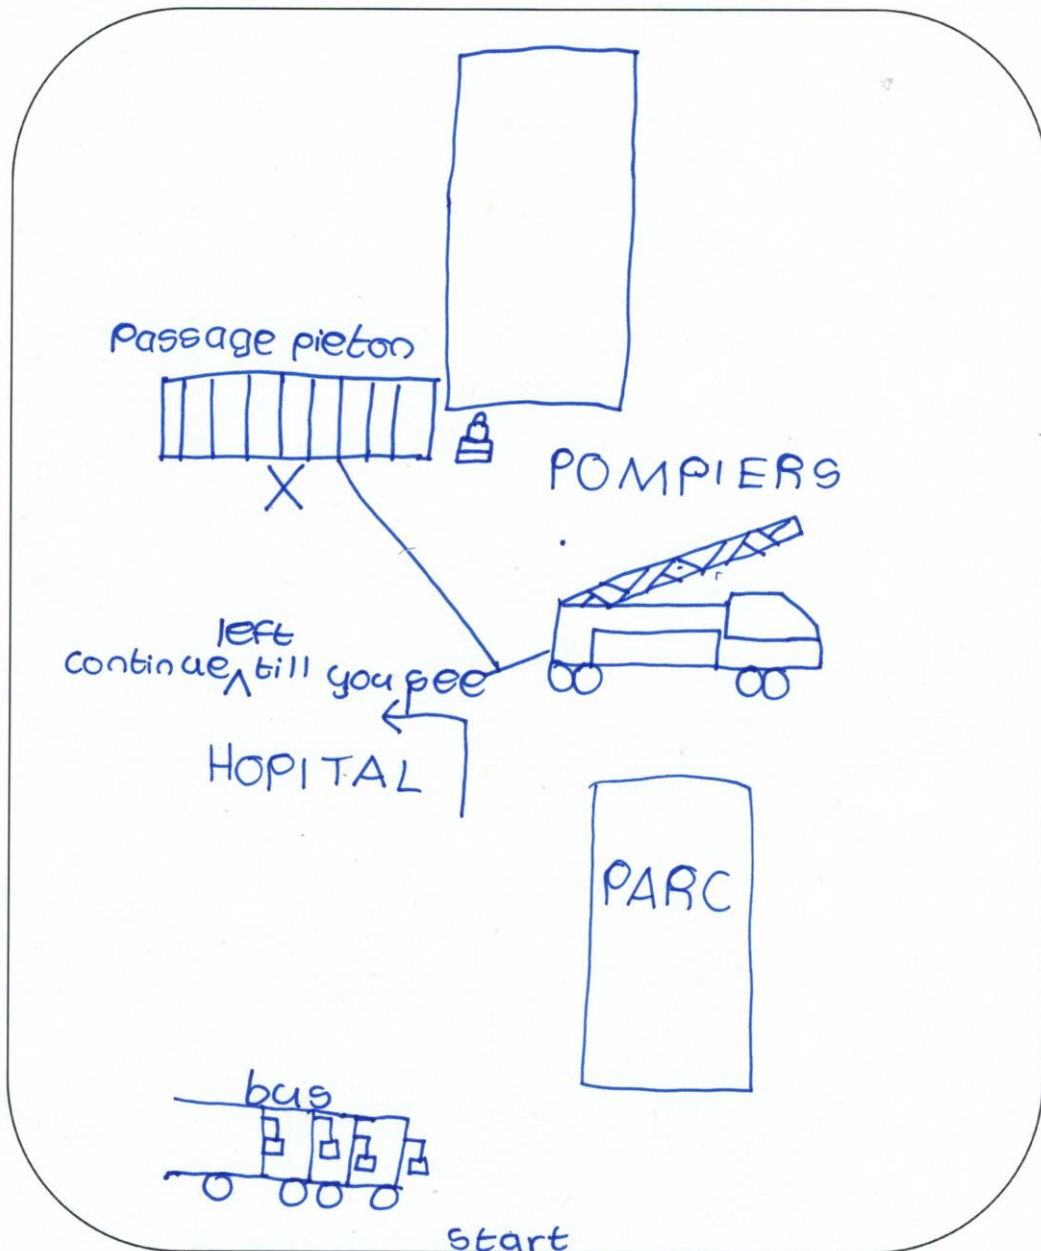 Passage pieton
POMPIERS
left
continue till you see
HOPITAL
PARC
bus
start